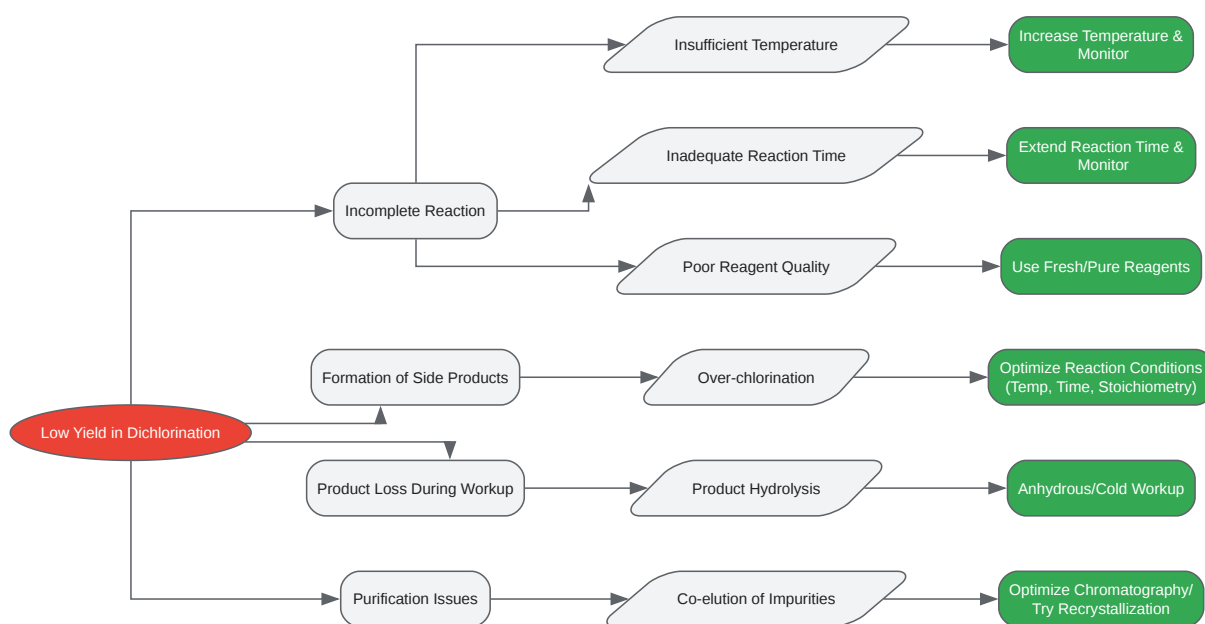 Insufficient Temperature
Increase Temperature &
Monitor
Inadequate Reaction Time
Extend Reaction Time &
Monitor
Incomplete Reaction
Poor Reagent Quality
Use Fresh/Pure Reagents
Formation of Side Products
Over-chlorination
Optimize Reaction Conditions
(Temp, Time, Stoichiometry)
Low Yield in Dichlorination
Product Loss During Workup
Product Hydrolysis
Anhydrous/Cold Workup
Purification Issues
Co-elution of Impurities
Optimize Chromatography/
Try Recrystallization